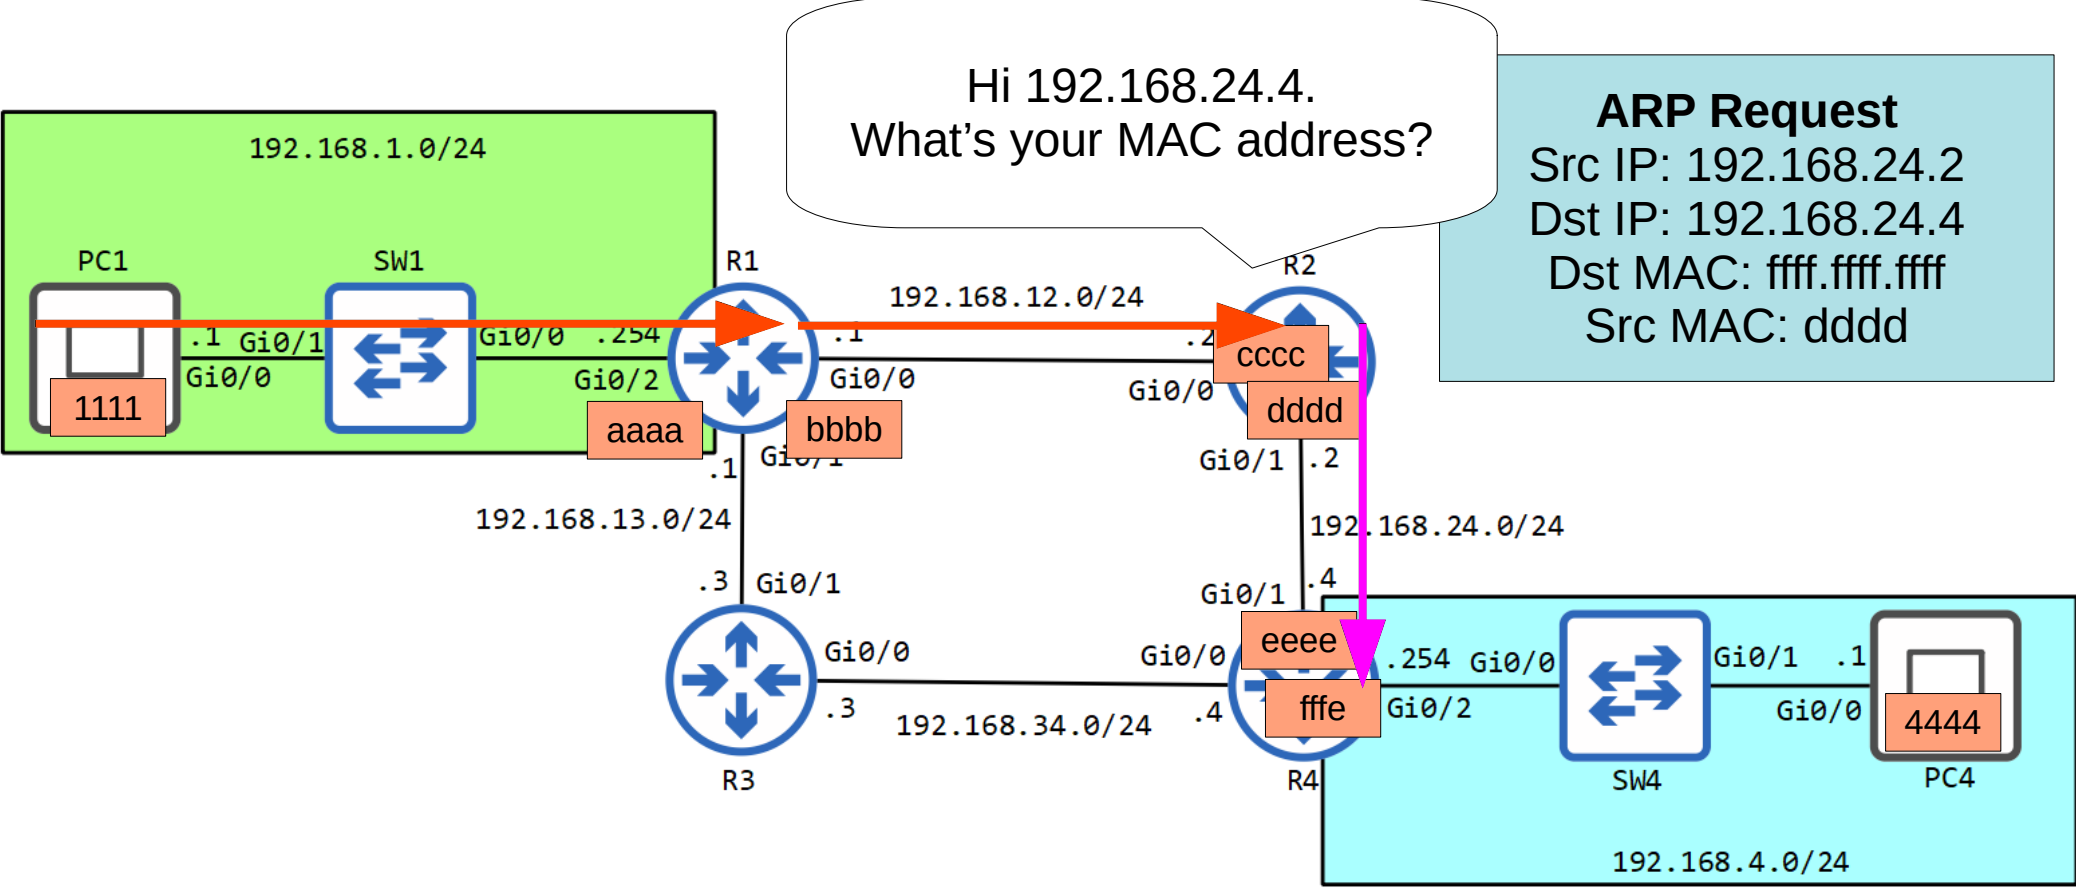 Hi 192.168.24.4.
What's your MAC address?
ARP Request
Src IP: 192.168.24.2
Dst IP: 192.168.24.4
Dst MAC: ffff.ffff.ffff
Src MAC: dddd
192.168.1.0/24
PC1
SW1
R1
R2
192.168.12.0/24
.1
Gi0/1
Gi0/0
.254
.1
.2
cccc
Gi0/0
Gi0/2
Gi0/0
Gi0/0
1111
aaaa
bbbb
dddd
.1
Gi0/1
Gi0/1
.2
192.168.13.0/24
192.168.24.0/24
.3
Gi0/1
Gi0/1
.4
eeee
Gi0/0
Gi0/0
.254
Gi0/0
Gi0/1
.1
.3
.4
fffe
Gi0/2
Gi0/0
4444
192.168.34.0/24
R3
R4
SW4
PC4
192.168.4.0/24